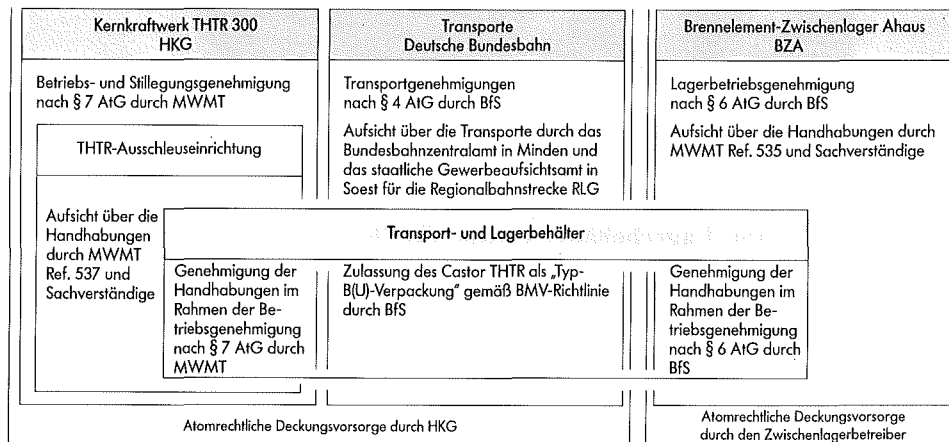 Kernkraftwerk THTR 300
HKG
Betriebs- und Stillegungsgenehmigung
nach § 7 AtG durch MWMT
THTR-Ausschleuseinrichtung
Aufsicht über die
Handhabungen
durch MWMT
Ref. 537 und
Sachverständige
Transporte
Deutsche Bundesbahn
Transportgenehmigungen
nach § 4 AtG durch BfS
Aufsicht über die Transporte durch das
Bundesbahnzentralamt in Minden und
das staatliche Gewerbeaufsichtsamt in
Soest für die Regionalbahnstrecke RLG
Brennelement-Zwischenlager Ahaus
BZA
Lagerbetriebsgenehmigung
nach § 6 AtG durch BfS
Aufsicht über die Handhabungen durch
MWMT Ref. 535 und Sachverständige
Transport- und Lagerbehälter
Genehmigung der
Handhabungen im
Rahmen der Be-
triebsgenehmigung
nach § 7 AtG durch
MWMT
Zulassung des Castor THTR als „Typ-
B(U)-Verpackung" gemäß BMV-Richtlinie
durch BfS
Genehmigung der
Handhabungen im
Rahmen der Be-
triebsgenehmigung
nach § 6 AtG durch
BfS
Atomrechtliche Deckungsvorsorge durch HKG
Atomrechtliche Deckungsvorsorge
durch den Zwischenlagerbetreiber